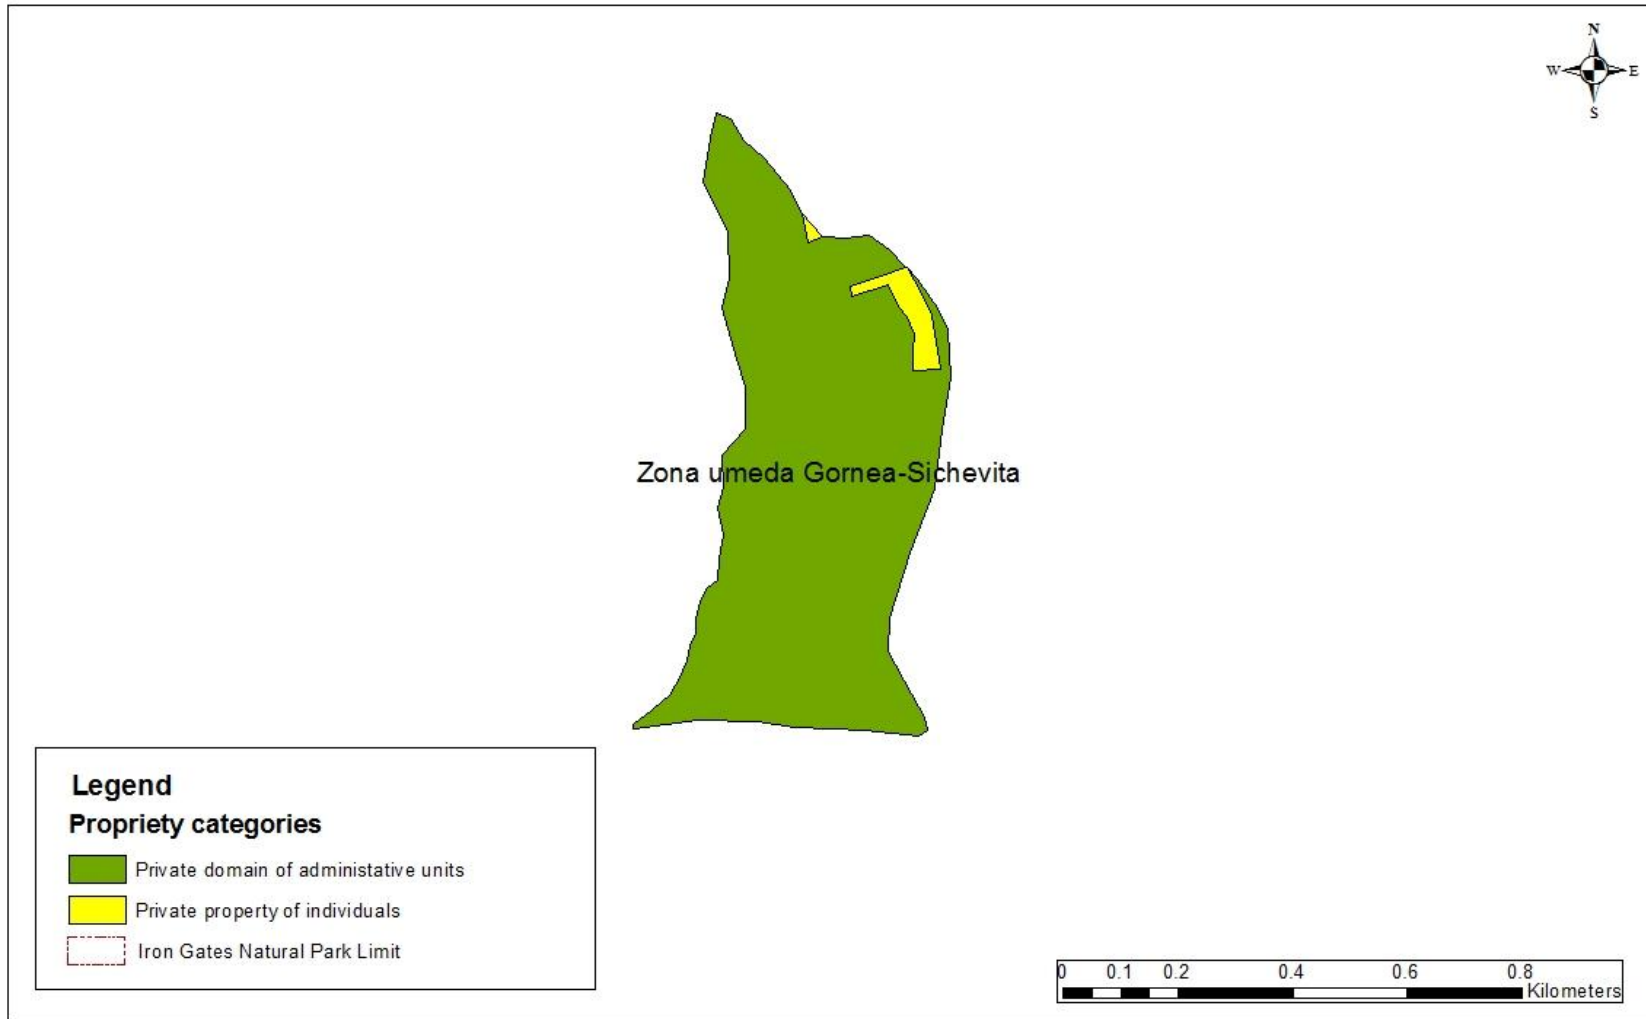 N
W E
S
Zona umeda Gornea-Sichevita
Legend
Propriety categories
Private domain of administative units
Private property of individuals
Iron Gates Natural Park Limit
0 0.1 0.2 0.4 0.6 0.8
Kilometers